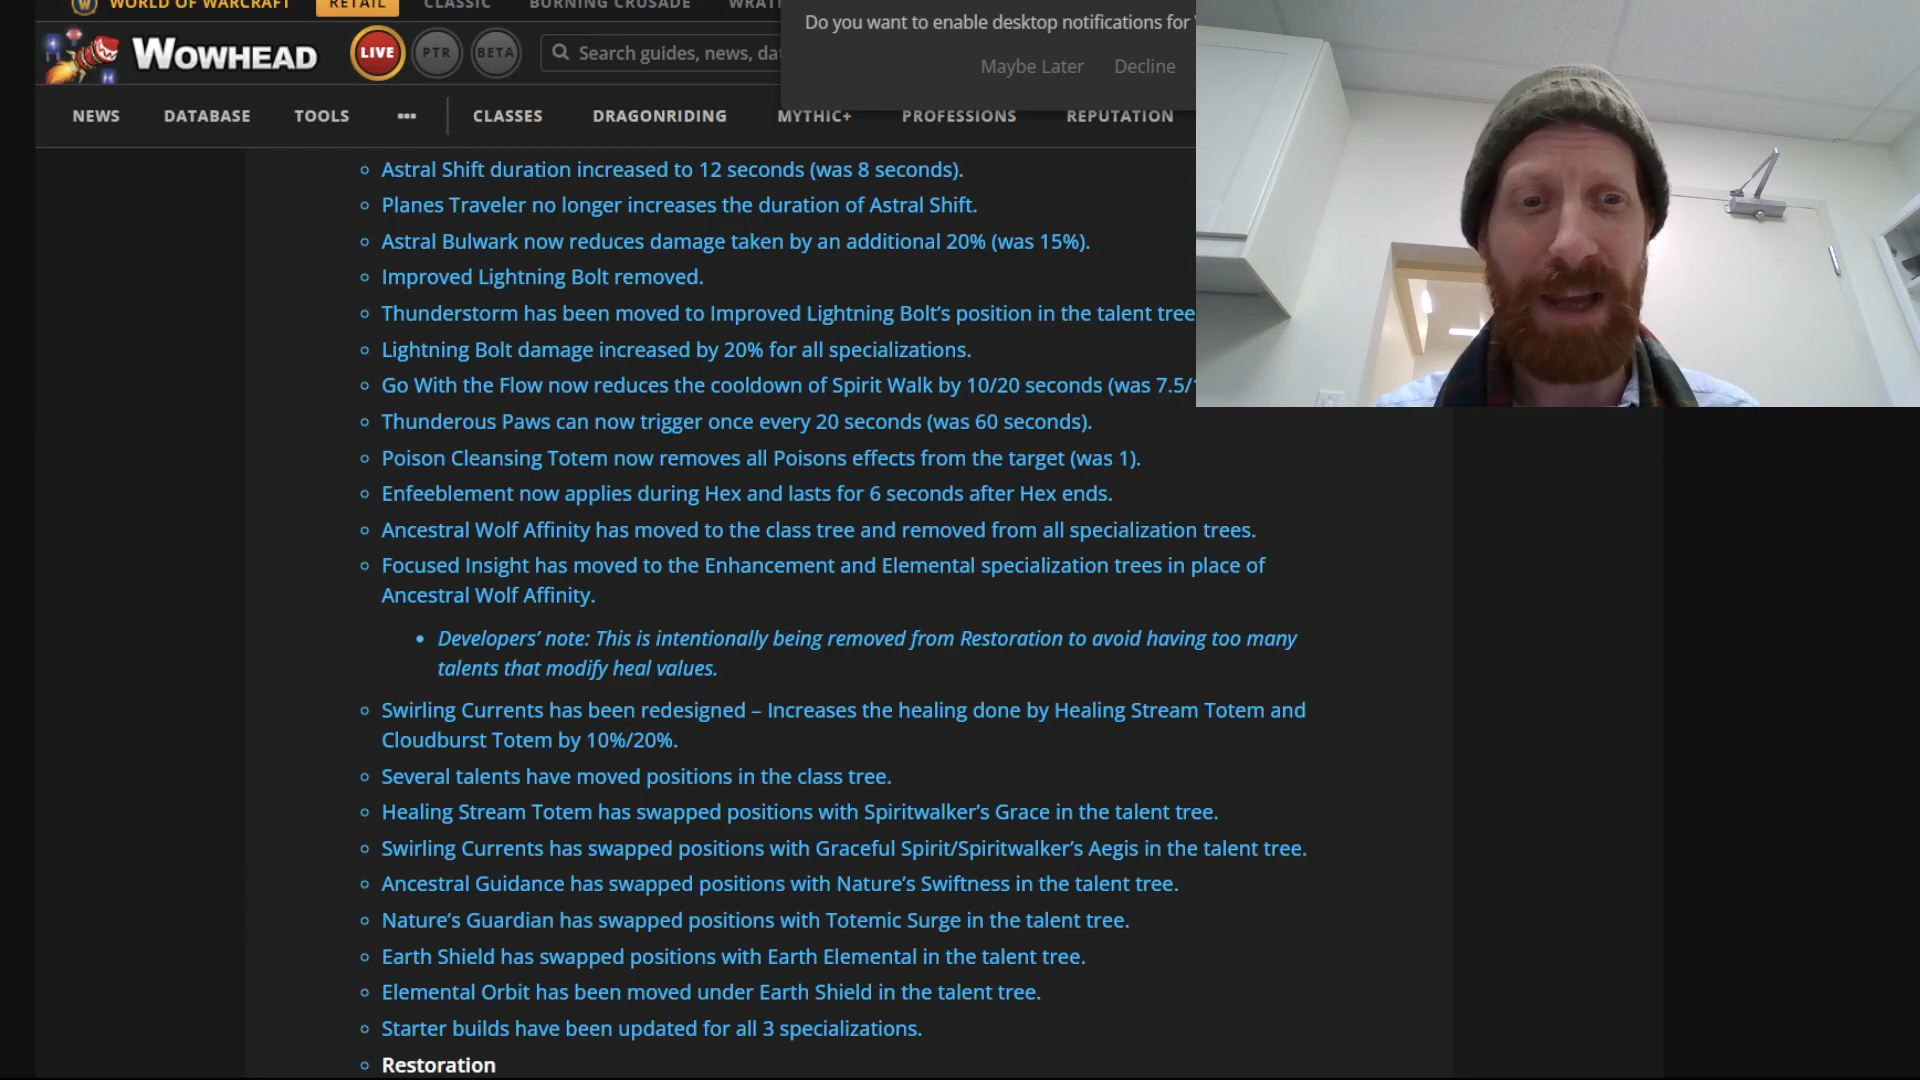 WORLD OF WARCRAFT RETAIL CLASSIC BURNING CRUSADE
Do you want to enable desktop notifications for
WOWHEAD LIVE PTR BETA Search guides, news, dat
Maybe Later Decline
NEWS DATABASE TOOLS ••• CLASSES DRAGONRIDING MYTHIC+ PROFESSIONS REPUTATION
Astral Shift duration increased to 12 seconds (was 8 seconds).
Planes Traveler no longer increases the duration of Astral Shift.
Astral Bulwark now reduces damage taken by an additional 20% (was 15%).
Improved Lightning Bolt removed.
Thunderstorm has been moved to Improved Lightning Bolt’s position in the talent tree
Lightning Bolt damage increased by 20% for all specializations.
Go With the Flow now reduces the cooldown of Spirit Walk by 10/20 seconds (was 7.5/
Thunderous Paws can now trigger once every 20 seconds (was 60 seconds).
Poison Cleansing Totem now removes all Poisons effects from the target (was 1).
Enfeeblement now applies during Hex and lasts for 6 seconds after Hex ends.
Ancestral Wolf Affinity has moved to the class tree and removed from all specialization trees.
Focused Insight has moved to the Enhancement and Elemental specialization trees in place of
Ancestral Wolf Affinity.
Developers’ note: This is intentionally being removed from Restoration to avoid having too many
talents that modify heal values.
Swirling Currents has been redesigned – Increases the healing done by Healing Stream Totem and
Cloudburst Totem by 10%/20%.
Several talents have moved positions in the class tree.
Healing Stream Totem has swapped positions with Spiritwalker’s Grace in the talent tree.
Swirling Currents has swapped positions with Graceful Spirit/Spiritwalker’s Aegis in the talent tree.
Ancestral Guidance has swapped positions with Nature’s Swiftness in the talent tree.
Nature’s Guardian has swapped positions with Totemic Surge in the talent tree.
Earth Shield has swapped positions with Earth Elemental in the talent tree.
Elemental Orbit has been moved under Earth Shield in the talent tree.
Starter builds have been updated for all 3 specializations.
Restoration